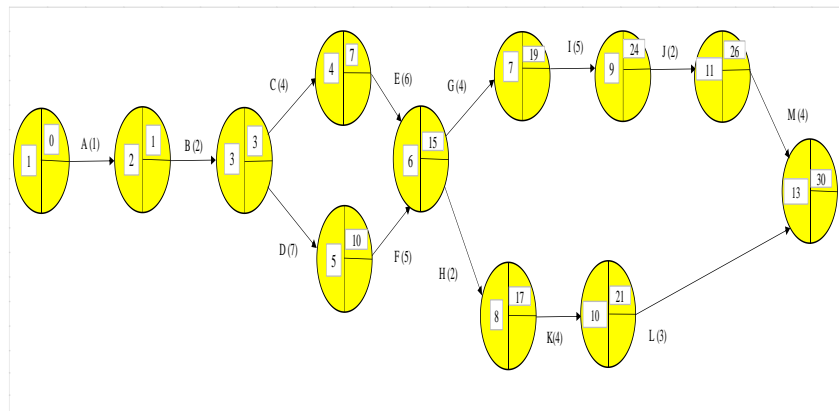 1
0
A (1)
2
1
B (2)
3
3
C (4)
D (7)
4
7
5
10
E (6)
F (5)
6
15
G (4)
H (2)
7
19
I (5)
9
24
J (2)
11
26
M (4)
8
17
K(4)
10
21
L (3)
13
30